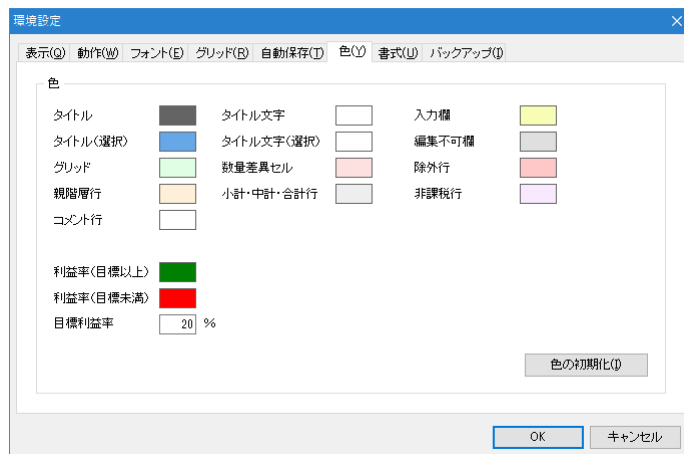 環境設定
表示(Q) 動作(W) フォント(E) グリッド(R) 自動保存(T) 色(Y) 書式(U) バックアップ(I)
色
タイトル タイトル文字 入力欄
タイトル(選択) タイトル文字(選択) 編集不可欄
グリッド 数量差異セル 除外行
親階層行 小計・中計・合計行 非課税行
コメント行
利益率(目標以上)
利益率(目標未満)
目標利益率 20 %
色の初期化(I)
OK キャンセル